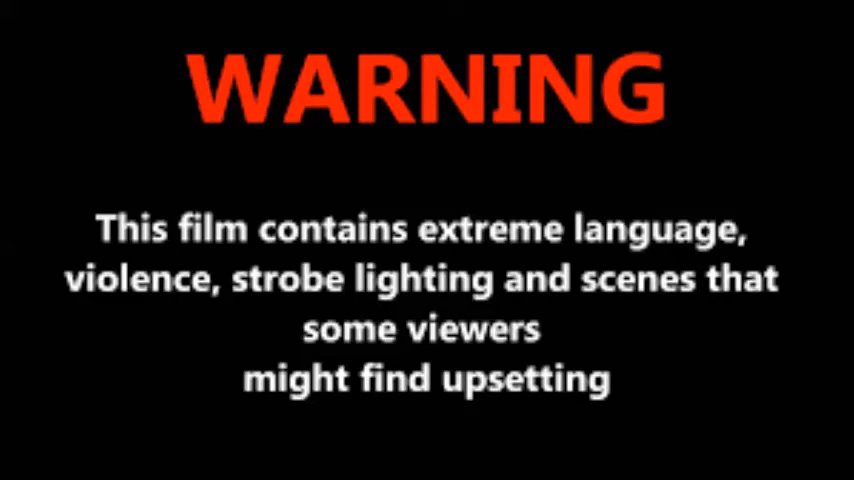 WARNING
This film contains extreme language,
violence, strobe lighting and scenes that
some viewers
might find upsetting